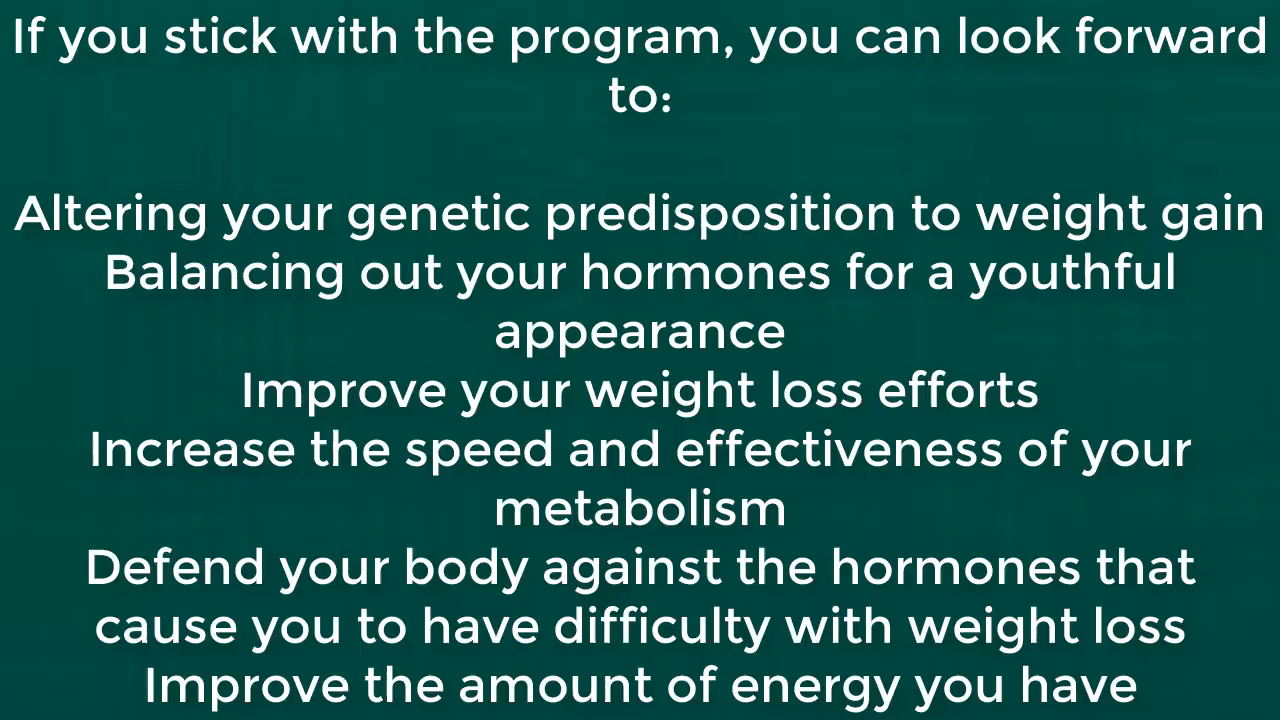 If you stick with the program, you can look forward
to:
Altering your genetic predisposition to weight gain
Balancing out your hormones for a youthful
appearance
Improve your weight loss efforts
Increase the speed and effectiveness of your
metabolism
Defend your body against the hormones that
cause you to have difficulty with weight loss
Improve the amount of energy you have